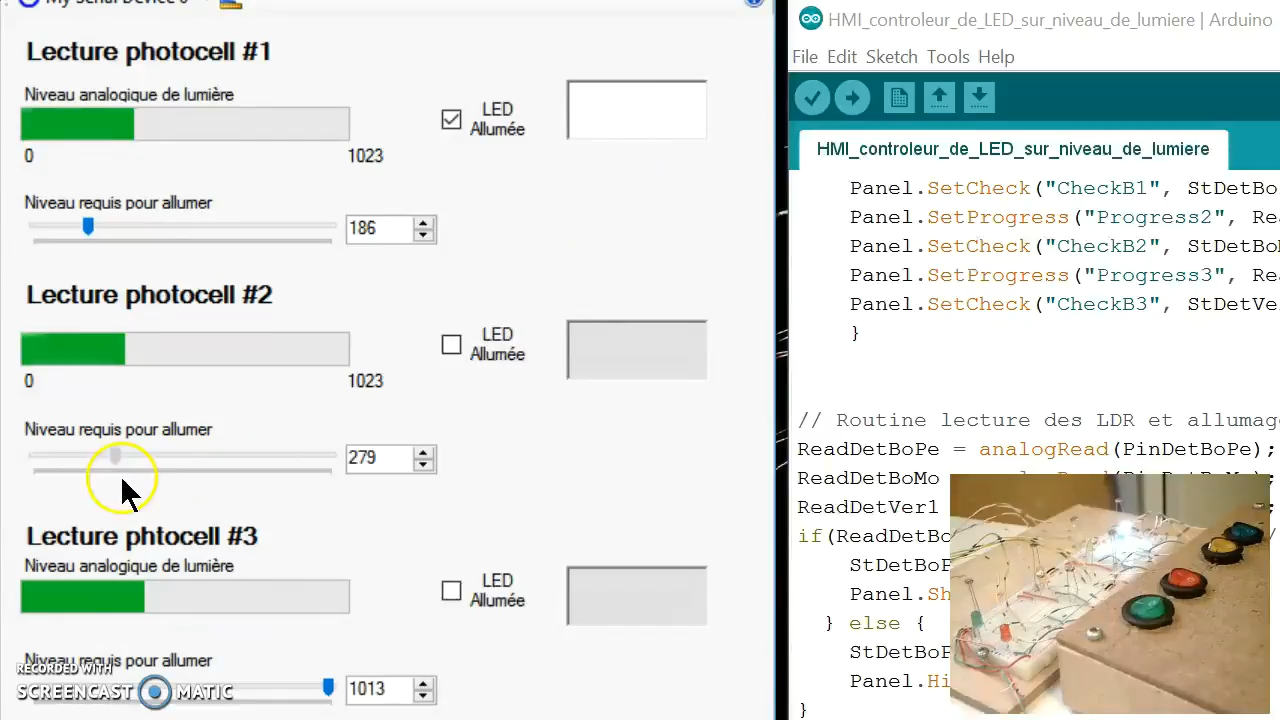 My Serial Device 0
Lecture photocell #1
Niveau analogique de lumière
LED
Allumée
0
1023
Niveau requis pour allumer
186
Lecture photocell #2
LED
Allumée
0
1023
Niveau requis pour allumer
279
Lecture phtocell #3
Niveau analogique de lumière
LED
Allumée
Niveau requis pour allumer
1013
RECORDED WITH
SCREENCAST MATIC
HMI_controleur_de_LED_sur_niveau_de_lumiere | Arduino
File Edit Sketch Tools Help
HMI_controleur_de_LED_sur_niveau_de_lumiere
Panel.SetCheck("CheckB1", StDetBo
Panel.SetProgress("Progress2", Re
Panel.SetCheck("CheckB2", StDetBo
Panel.SetProgress("Progress3", Re
Panel.SetCheck("CheckB3", StDetVe
}
// Routine lecture des LDR et allumag
ReadDetBoPe = analogRead(PinDetBoPe);
ReadDetBoMo
ReadDetVer1
if(ReadDetBo
StDetBoP
Panel.Sh
} else {
StDetBoP
Panel.Hi
}